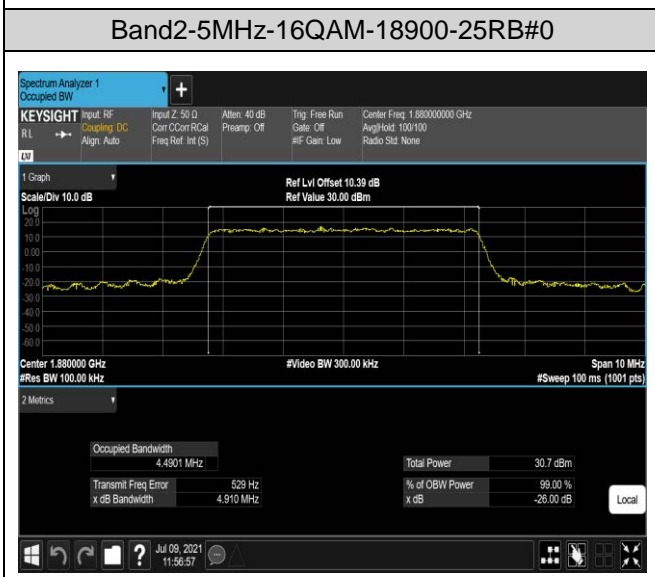 Band2-5MHz-16QAM-18900-25RB#0
Spectrum Analyzer 1
Occupied BW
+
KEYSIGHT
RL
LXI
Input: RF
Coupling: DC
Align: Auto
Input Z: 50 Ω
Corr CCorr RCal
Freq Ref: Int (S)
Atten: 40 dB
Preamp: Off
Trig: Free Run
Gate: Off
#IF Gain: Low
Center Freq: 1.880000000 GHz
Avg|Hold: 100/100
Radio Std: None
1 Graph
Scale/Div 10.0 dB
Ref Lvl Offset 10.39 dB
Ref Value 30.00 dBm
Log
20.0
10.0
0.00
-10.0
-20.0
-30.0
-40.0
-50.0
-60.0
Center 1.880000 GHz
#Res BW 100.00 kHz
#Video BW 300.00 kHz
Span 10 MHz
#Sweep 100 ms (1001 pts)
2 Metrics
Occupied Bandwidth
4.4901 MHz
Total Power 30.7 dBm
Transmit Freq Error 529 Hz
% of OBW Power 99.00 %
x dB Bandwidth 4.910 MHz
x dB -26.00 dB
Local
?
Jul 09, 2021
11:56:57